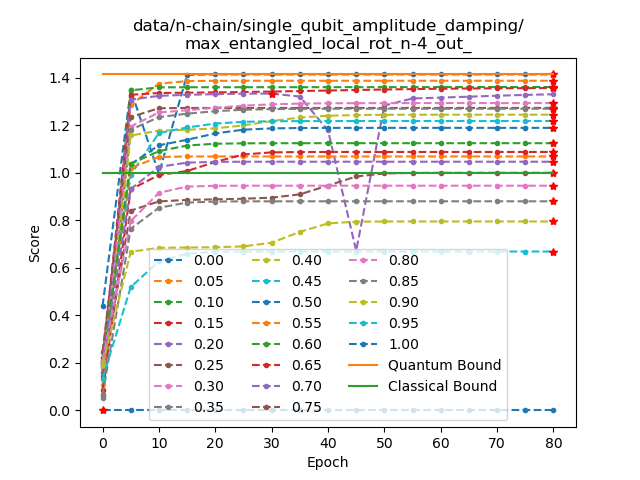 data/n-chain/single_qubit_amplitude_damping/
max_entangled_local_rot_n-4_out_
Score
1.4
1.2
1.0
0.8
0.6
0.4
0.2
0.0
0.00 0.40 0.80
0.05 0.45 0.85
0.10 0.50 0.90
0.15 0.55 0.95
0.20 0.60 1.00
0.25 0.65 Quantum Bound
0.30 0.70 Classical Bound
0.35 0.75
0 10 20 30 40 50 60 70 80
Epoch